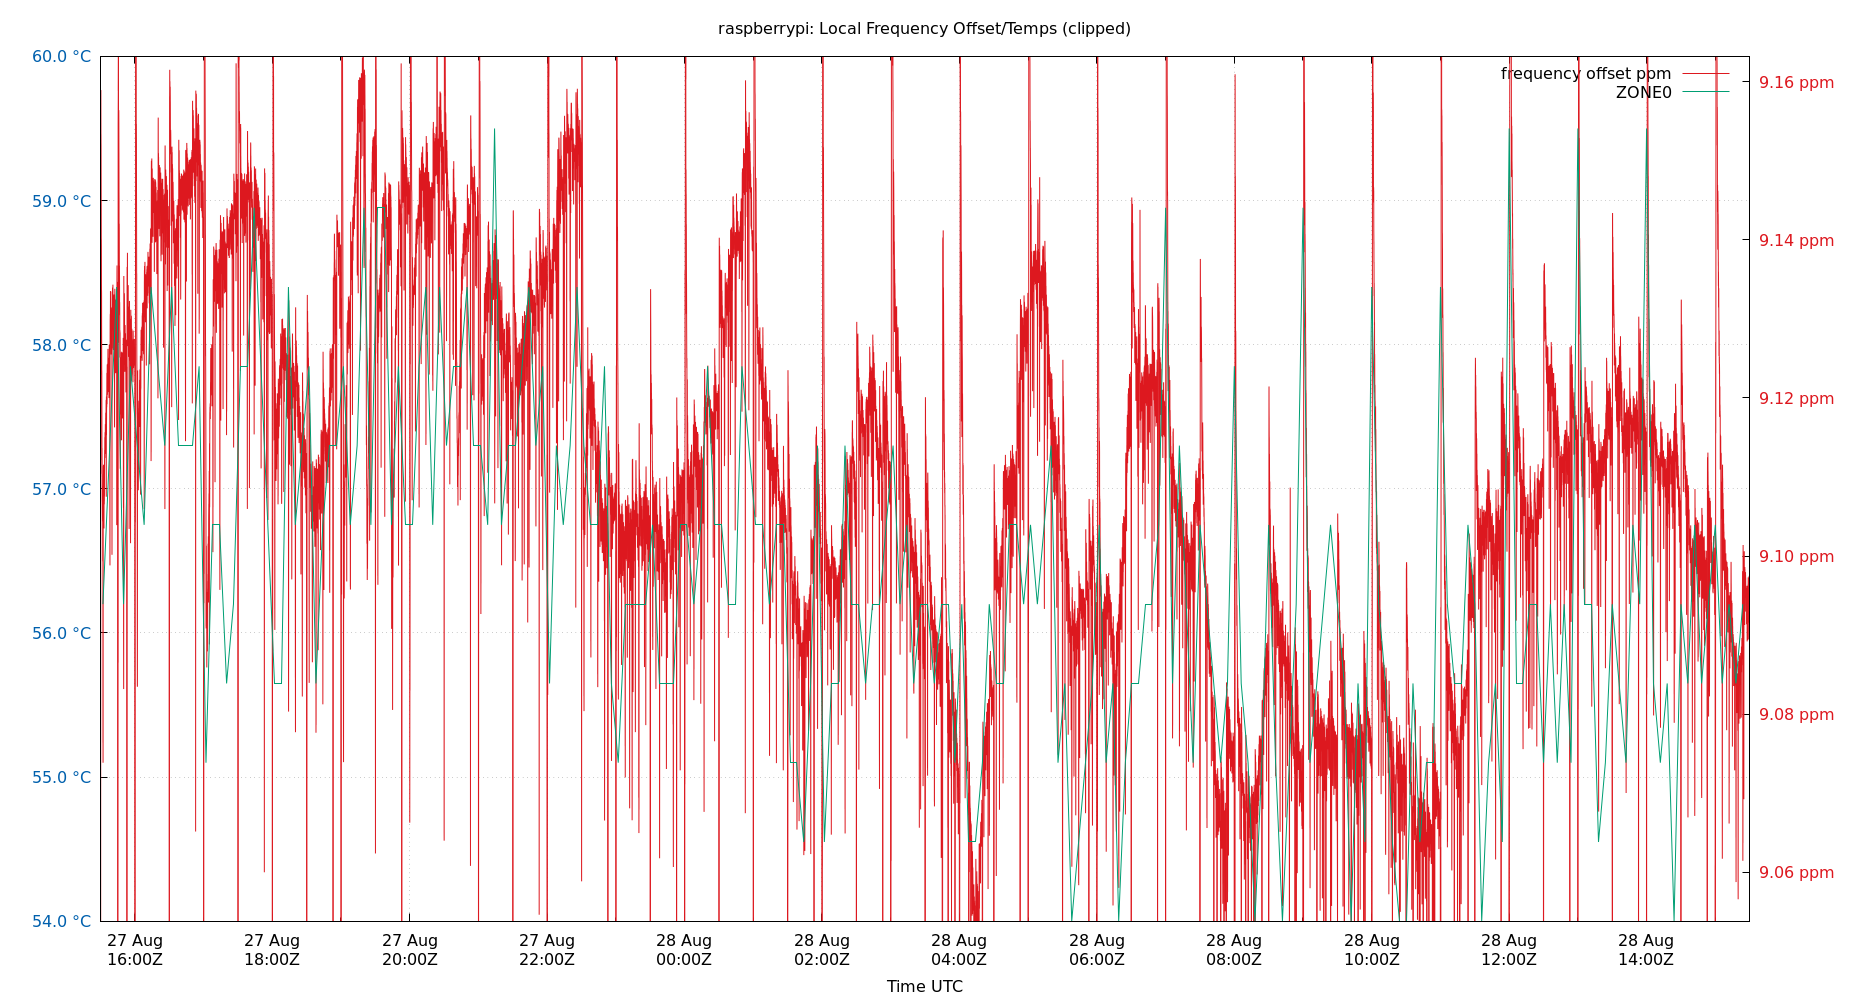 raspberrypi: Local Frequency Offset/Temps (clipped)
60.0 °C
59.0 °C
58.0 °C
57.0 °C
56.0 °C
55.0 °C
54.0 °C
frequency offset ppm
ZONE0
9.16 ppm
9.14 ppm
9.12 ppm
9.10 ppm
9.08 ppm
9.06 ppm
27 Aug
16:00Z
27 Aug
18:00Z
27 Aug
20:00Z
27 Aug
22:00Z
28 Aug
00:00Z
28 Aug
02:00Z
28 Aug
04:00Z
28 Aug
06:00Z
28 Aug
08:00Z
28 Aug
10:00Z
28 Aug
12:00Z
28 Aug
14:00Z
Time UTC